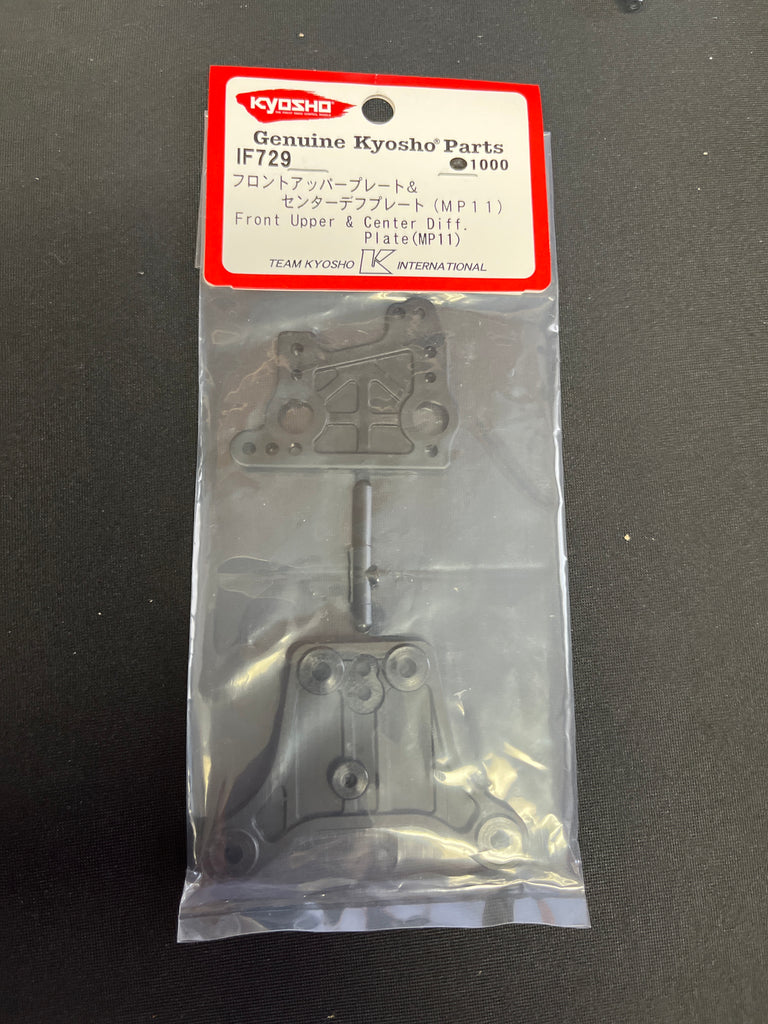 KYOSHO
Genuine Kyosho® Parts
IF729
●1000
フロントアッパープレート&
センターデフプレート(MP11)
Front Upper & Center Diff.
Plate(MP11)
TEAM KYOSHO K INTERNATIONAL